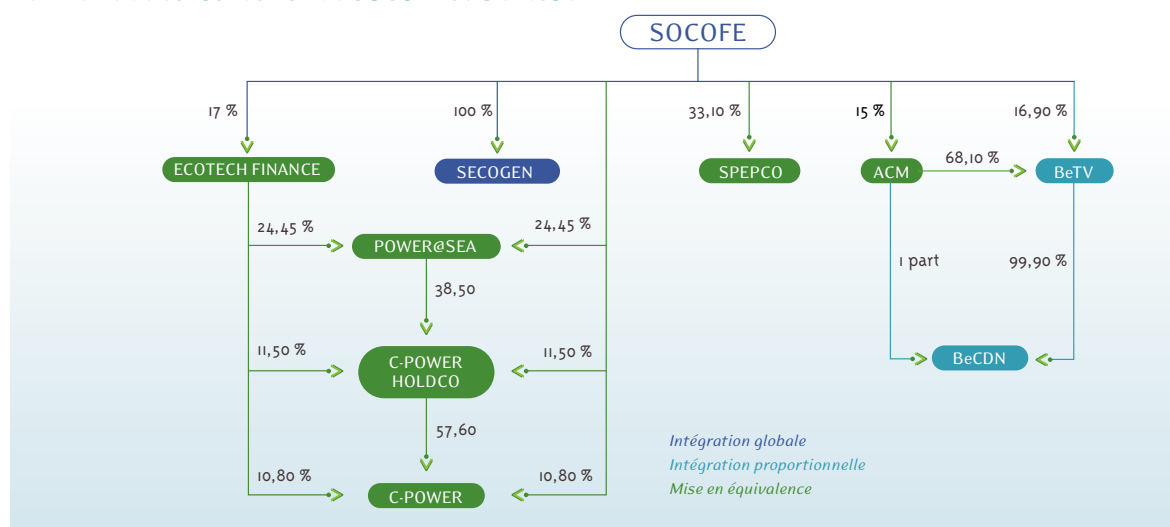 SOCOFE
17 %
100 %
33,10 %
15 %
16,90 %
ECOTECH FINANCE
SECOGEN
SPEPCO
ACM
68,10 %
BeTV
24,45 %
POWER@SEA
24,45 %
1 part
99,90 %
38,50
11,50 %
C-POWER
HOLDCO
11,50 %
BeCDN
57,60
Intégration globale
Intégration proportionnelle
Mise en équivalence
10,80 %
C-POWER
10,80 %